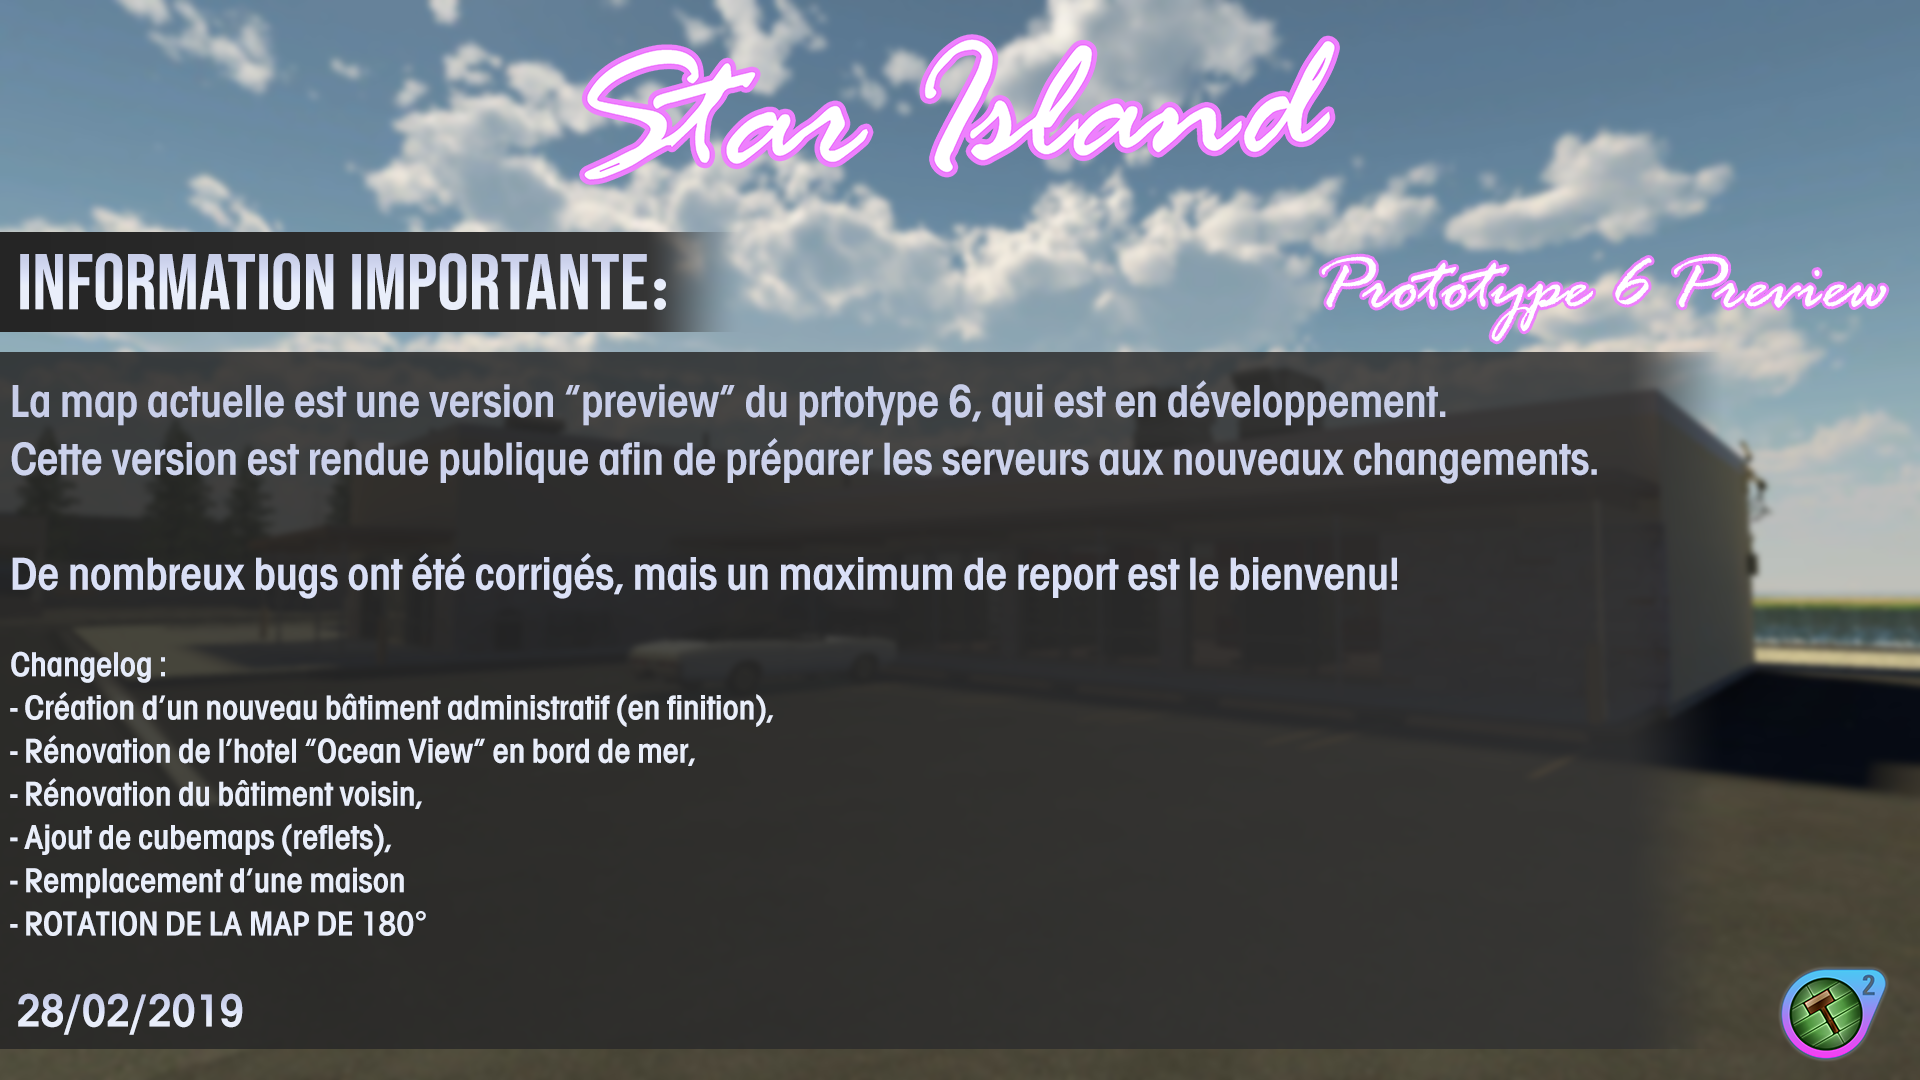 Star Island
INFORMATION IMPORTANTE:
Prototype 6 Preview
La map actuelle est une version “preview” du prtotype 6, qui est en développement.
Cette version est rendue publique afin de préparer les serveurs aux nouveaux changements.
De nombreux bugs ont été corrigés, mais un maximum de report est le bienvenu!
Changelog :
- Création d’un nouveau bâtiment administratif (en finition),
- Rénovation de l’hotel “Ocean View” en bord de mer,
- Rénovation du bâtiment voisin,
- Ajout de cubemaps (reflets),
- Remplacement d’une maison
- ROTATION DE LA MAP DE 180°
28/02/2019
2